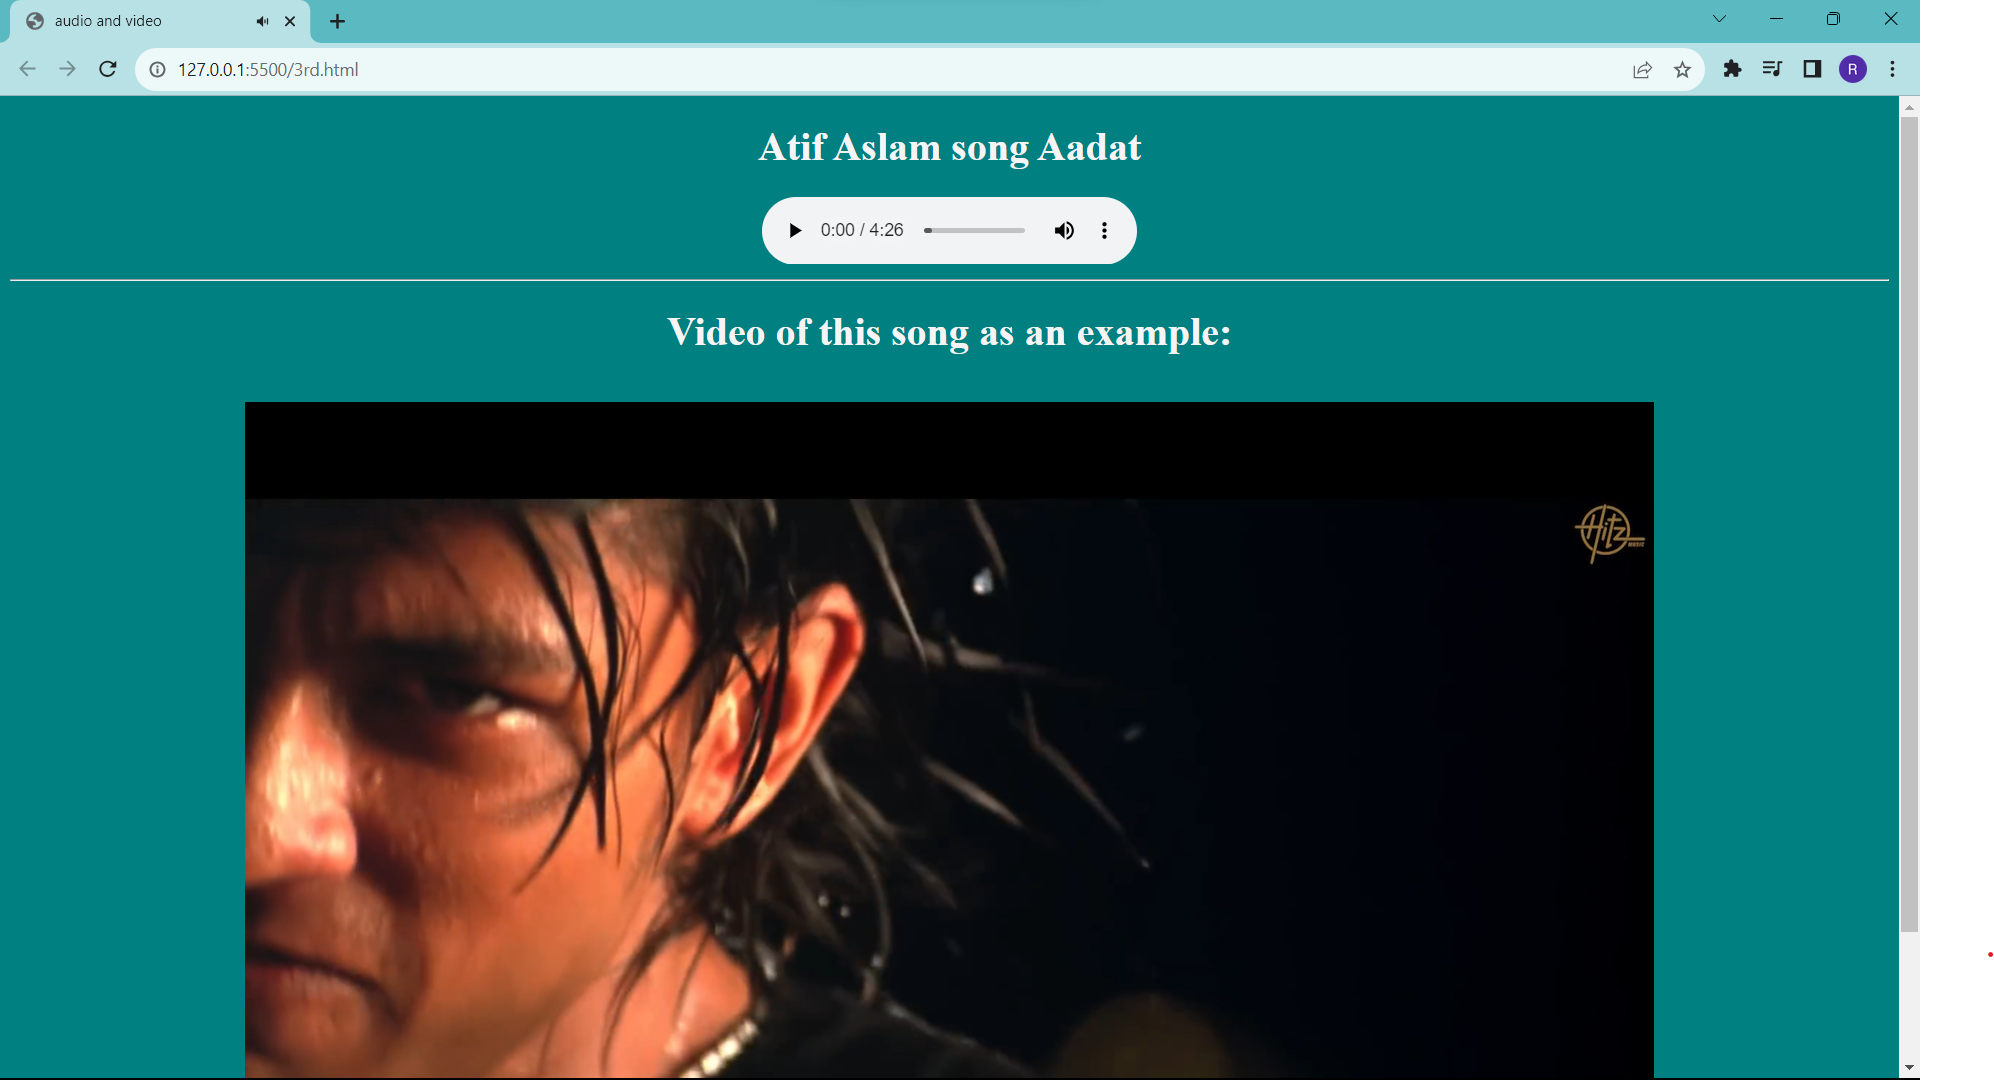 audio and video
127.0.0.1:5500/3rd.html
R
Atif Aslam song Aadat
0:00 / 4:26
Video of this song as an example:
Hitz
MUSIC